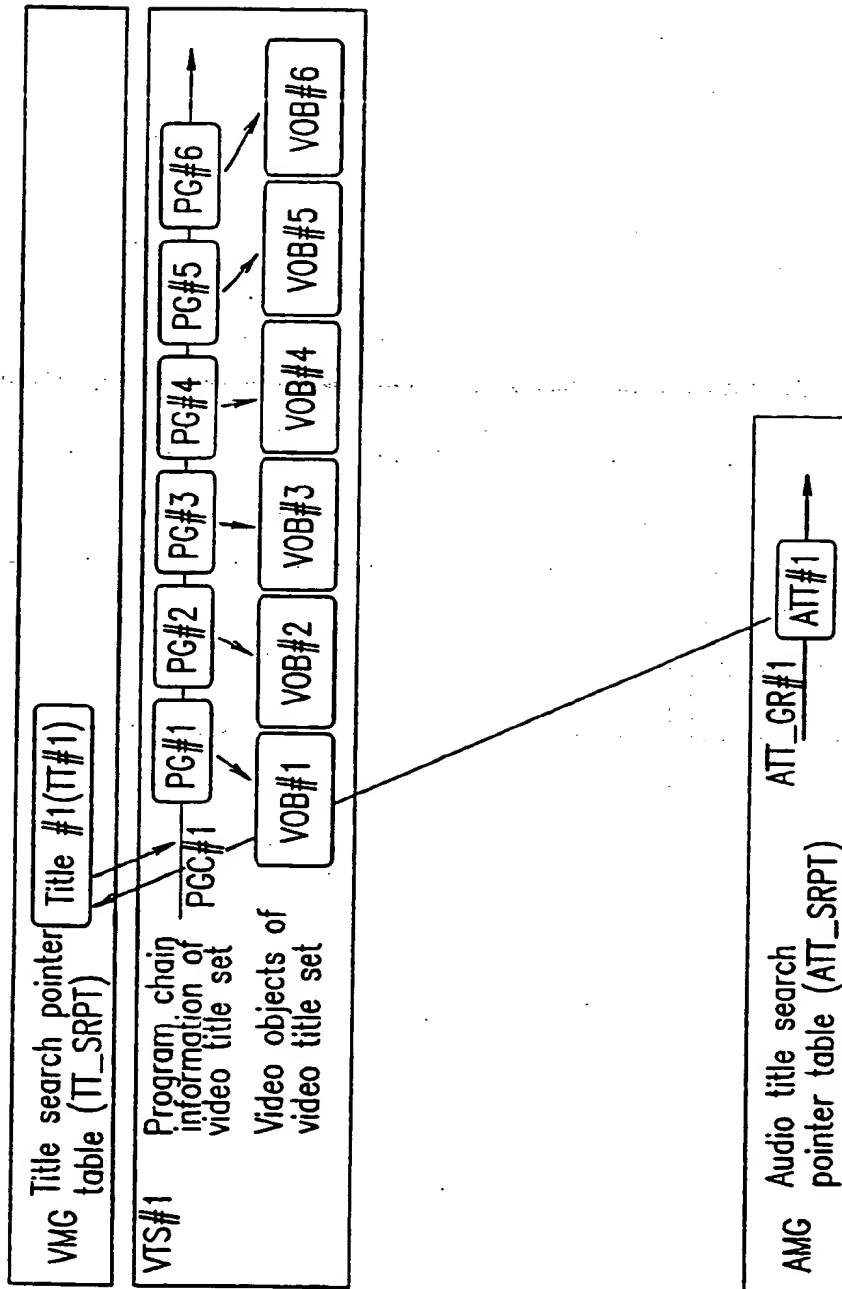 VMG Title search pointer
table (TT_SRPT)
Title #1(TT#1)
VTS#1
Program chain
information of
video title set
PGC#1
PG#1
PG#2
PG#3
PG#4
PG#5
PG#6
Video objects of
video title set
VOB#1
VOB#2
VOB#3
VOB#4
VOB#5
VOB#6
AMG Audio title search
pointer table (ATT_SRPT)
ATT_GR#1
ATT#1